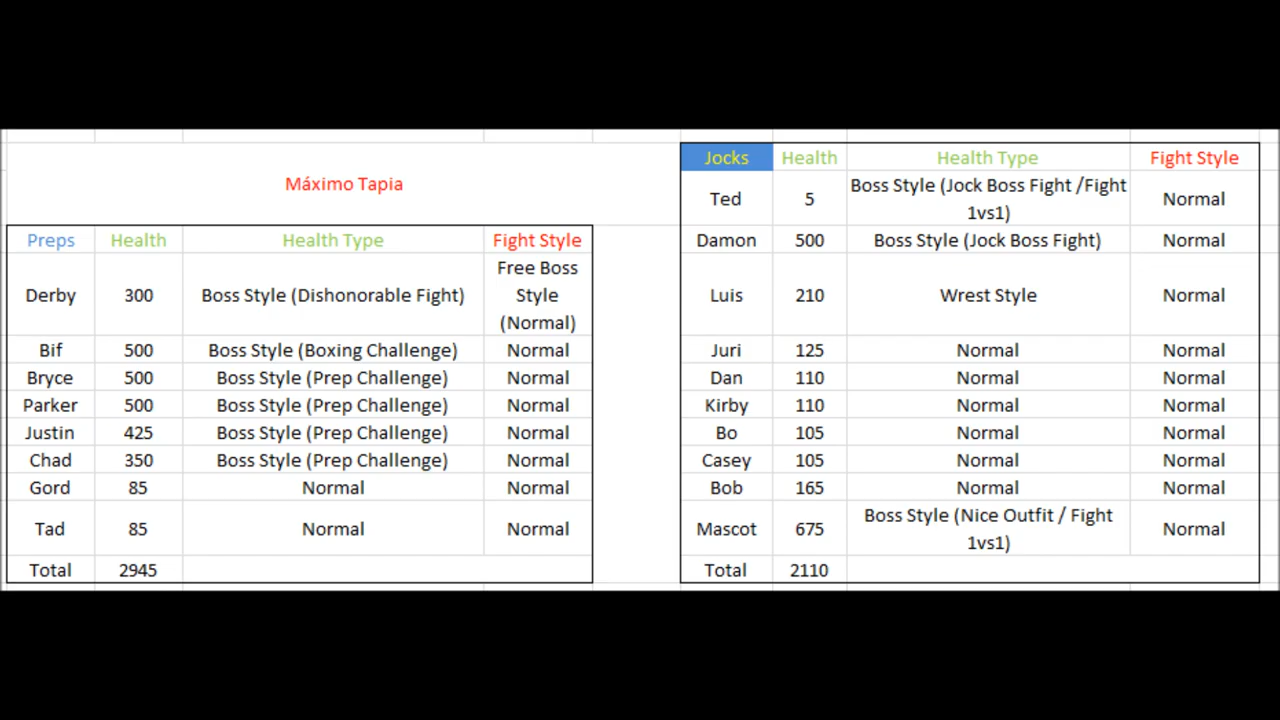 Máximo Tapia
Preps Health Health Type Fight Style
Derby 300 Boss Style (Dishonorable Fight) Free Boss
Style
(Normal)
Bif 500 Boss Style (Boxing Challenge) Normal
Bryce 500 Boss Style (Prep Challenge) Normal
Parker 500 Boss Style (Prep Challenge) Normal
Justin 425 Boss Style (Prep Challenge) Normal
Chad 350 Boss Style (Prep Challenge) Normal
Gord 85 Normal Normal
Tad 85 Normal Normal
Total 2945
Jocks Health Health Type Fight Style
Ted 5 Boss Style (Jock Boss Fight /Fight
1vs1) Normal
Damon 500 Boss Style (Jock Boss Fight) Normal
Luis 210 Wrest Style Normal
Juri 125 Normal Normal
Dan 110 Normal Normal
Kirby 110 Normal Normal
Bo 105 Normal Normal
Casey 105 Normal Normal
Bob 165 Normal Normal
Mascot 675 Boss Style (Nice Outfit / Fight
1vs1) Normal
Total 2110